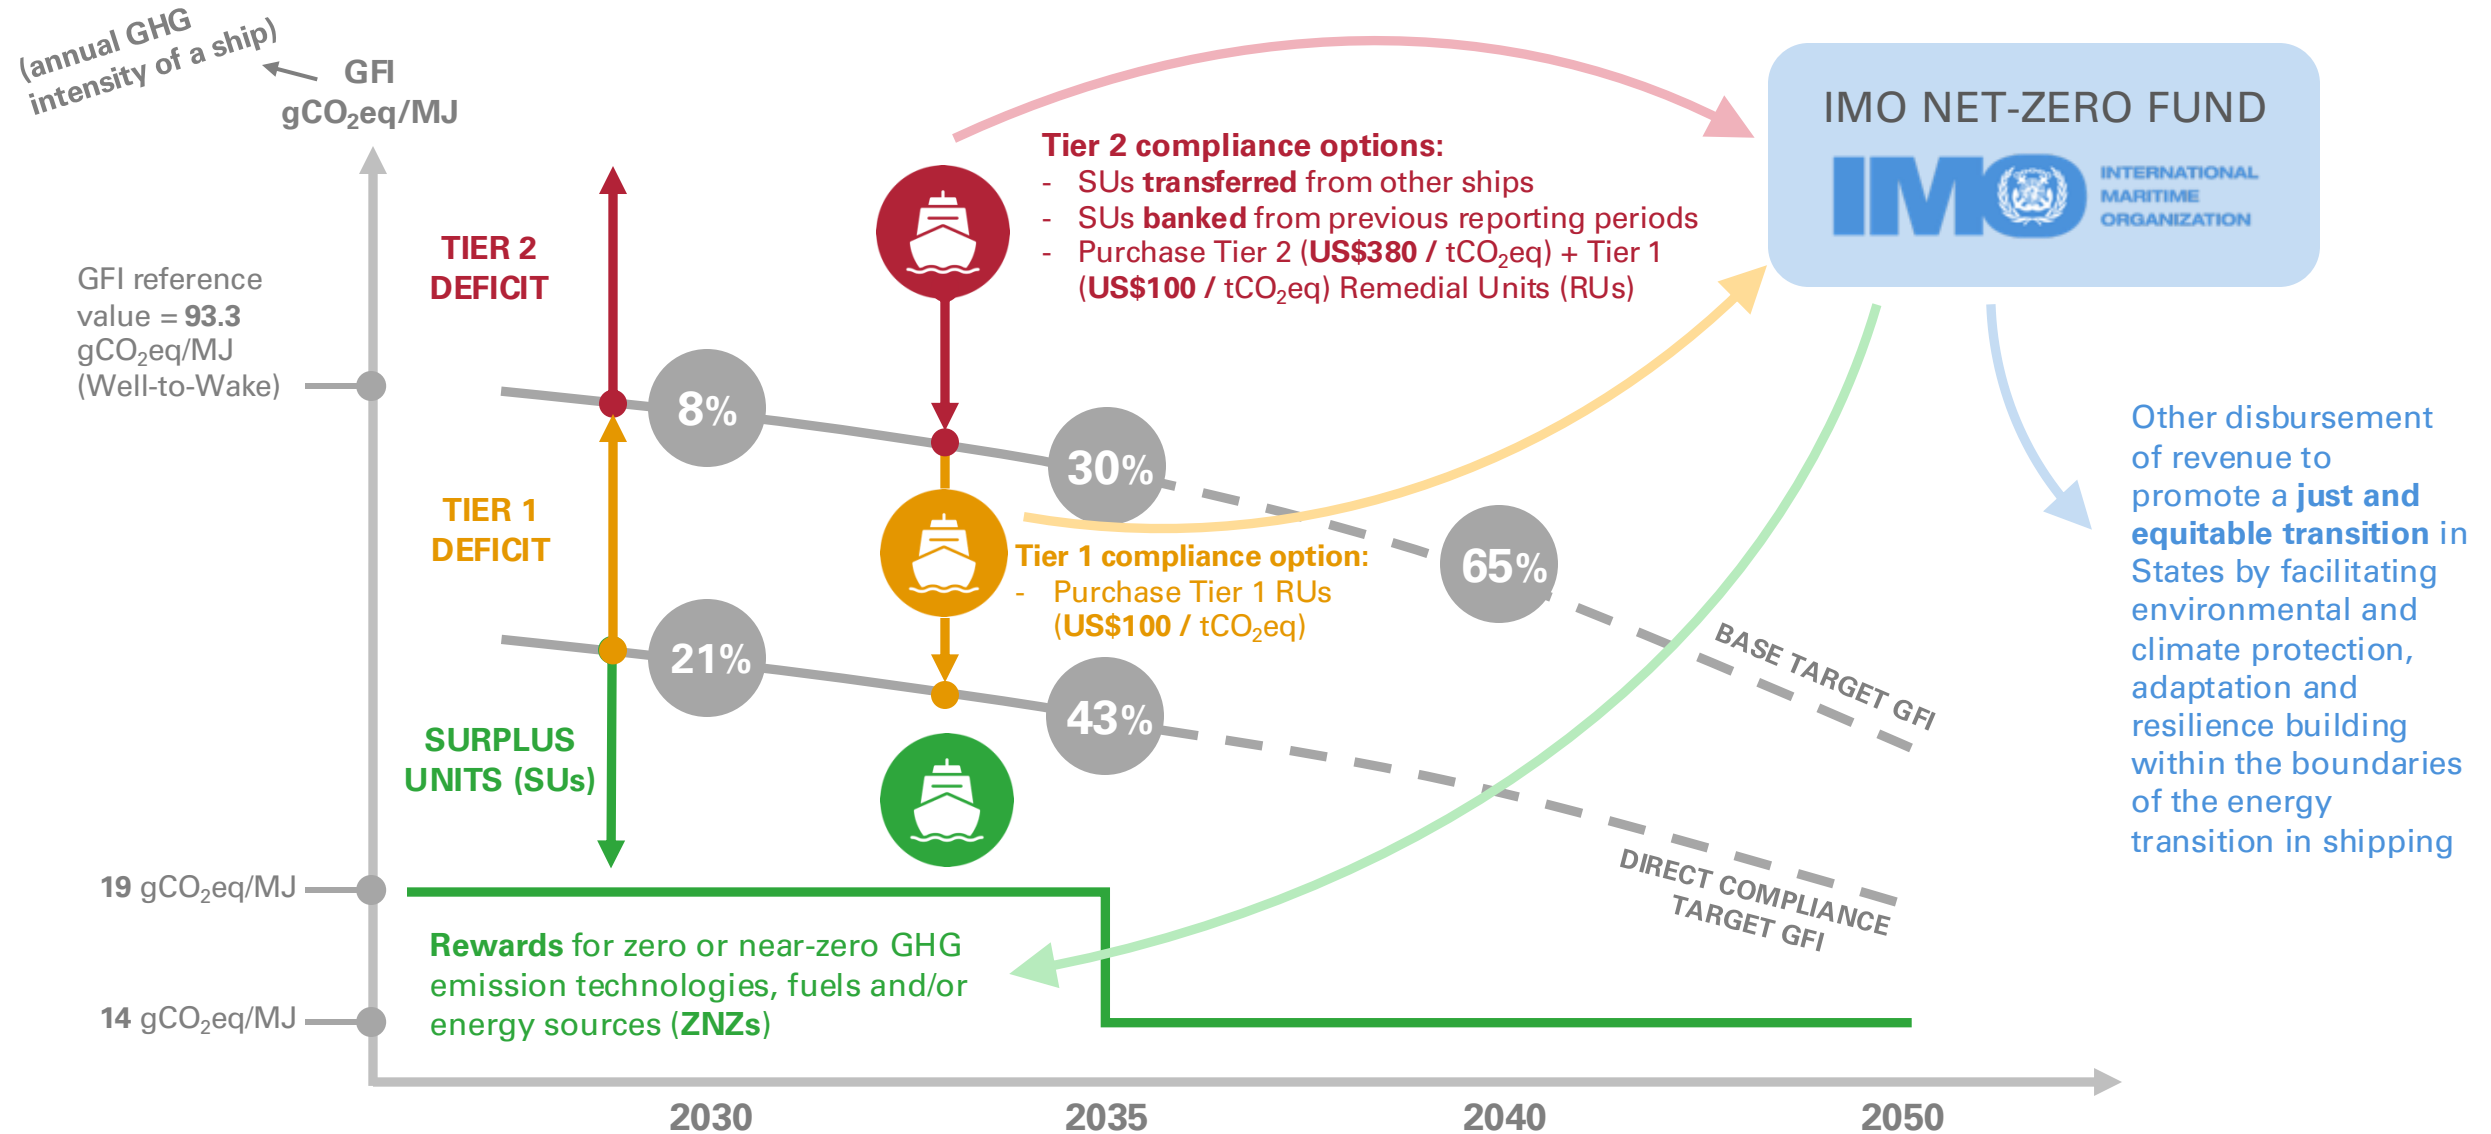 (annual GHG
intensity of a ship)
GFI
gCO₂eq/MJ
GFI reference
value = 93.3
gCO₂eq/MJ
(Well-to-Wake)
19 gCO₂eq/MJ
14 gCO₂eq/MJ
TIER 2
DEFICIT
TIER 1
DEFICIT
SURPLUS
UNITS (SUs)
8%
21%
30%
43%
65%
Tier 2 compliance options:
- SUs transferred from other ships
- SUs banked from previous reporting periods
- Purchase Tier 2 (US$380 / tCO₂eq) + Tier 1
(US$100 / tCO₂eq) Remedial Units (RUs)
Tier 1 compliance option:
- Purchase Tier 1 RUs
(US$100 / tCO₂eq)
BASE TARGET GFI
DIRECT COMPLIANCE
TARGET GFI
Rewards for zero or near-zero GHG
emission technologies, fuels and/or
energy sources (ZNZs)
IMO NET-ZERO FUND
IMO
INTERNATIONAL
MARITIME
ORGANIZATION
Other disbursement
of revenue to
promote a just and
equitable transition in
States by facilitating
environmental and
climate protection,
adaptation and
resilience building
within the boundaries
of the energy
transition in shipping
2030
2035
2040
2050